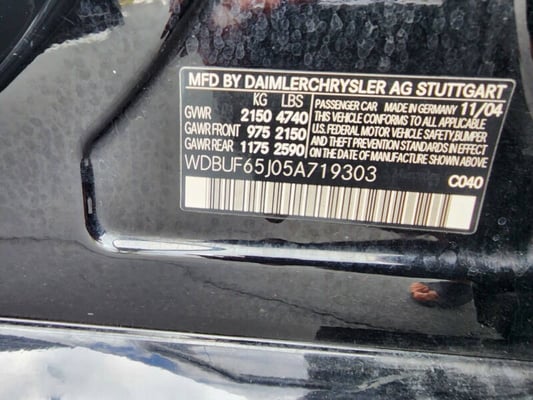 MFD BY DAIMLERCHRYSLER AG STUTTGART
KG LBS
GVWR 2150 4740
GAWR FRONT 975 2150
GAWR REAR 1175 2590
PASSENGER CAR MADE IN GERMANY 11/04
THIS VEHICLE CONFORMS TO ALL APPLICABLE
U.S. FEDERAL MOTOR VEHICLE SAFETY, BUMPER
AND THEFT PREVENTION STANDARDS IN EFFECT
ON THE DATE OF MANUFACTURE SHOWN ABOVE.
WDBUF65J05A719303
C040